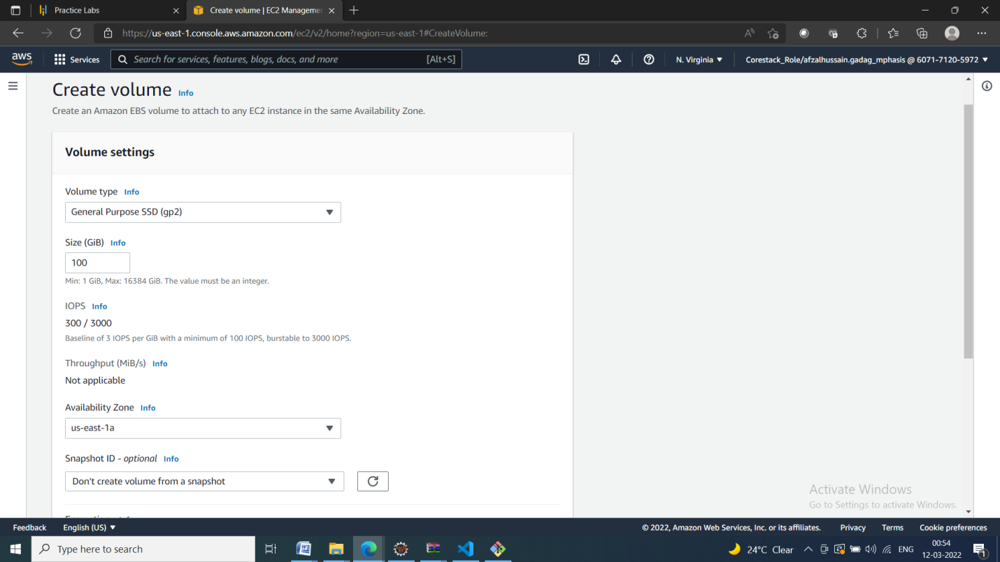 Practice Labs
Create volume | EC2 Managemen
https://us-east-1.console.aws.amazon.com/ec2/v2/home?region=us-east-1#CreateVolume:
aws
Services
Search for services, features, blogs, docs, and more
[Alt+S]
N. Virginia
Corestack_Role/afzalhussain.gadag_mphasis @ 6071-7120-5972
Create volume Info
Create an Amazon EBS volume to attach to any EC2 instance in the same Availability Zone.
Volume settings
Volume type Info
General Purpose SSD (gp2)
Size (GiB) Info
100
Min: 1 GiB, Max: 16384 GiB. The value must be an integer.
IOPS Info
300 / 3000
Baseline of 3 IOPS per GiB with a minimum of 100 IOPS, burstable to 3000 IOPS.
Throughput (MiB/s) Info
Not applicable
Availability Zone Info
us-east-1a
Snapshot ID - optional Info
Don't create volume from a snapshot
Activate Windows
Go to Settings to activate Windows.
Feedback
English (US)
© 2022, Amazon Web Services, Inc. or its affiliates.
Privacy
Terms
Cookie preferences
Type here to search
24°C Clear
ENG
00:54
12-03-2022
1